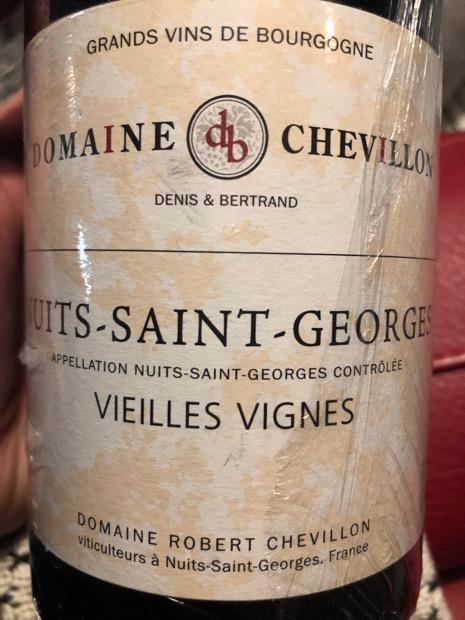 GRANDS VINS DE BOURGOGNE
DOMAINE db CHEVILLON
DENIS & BERTRAND
NUITS-SAINT-GEORGES
APPELLATION NUITS-SAINT-GEORGES CONTRÔLÉE
VIEILLES VIGNES
DOMAINE ROBERT CHEVILLON
viticulteurs à Nuits-Saint-Georges. France